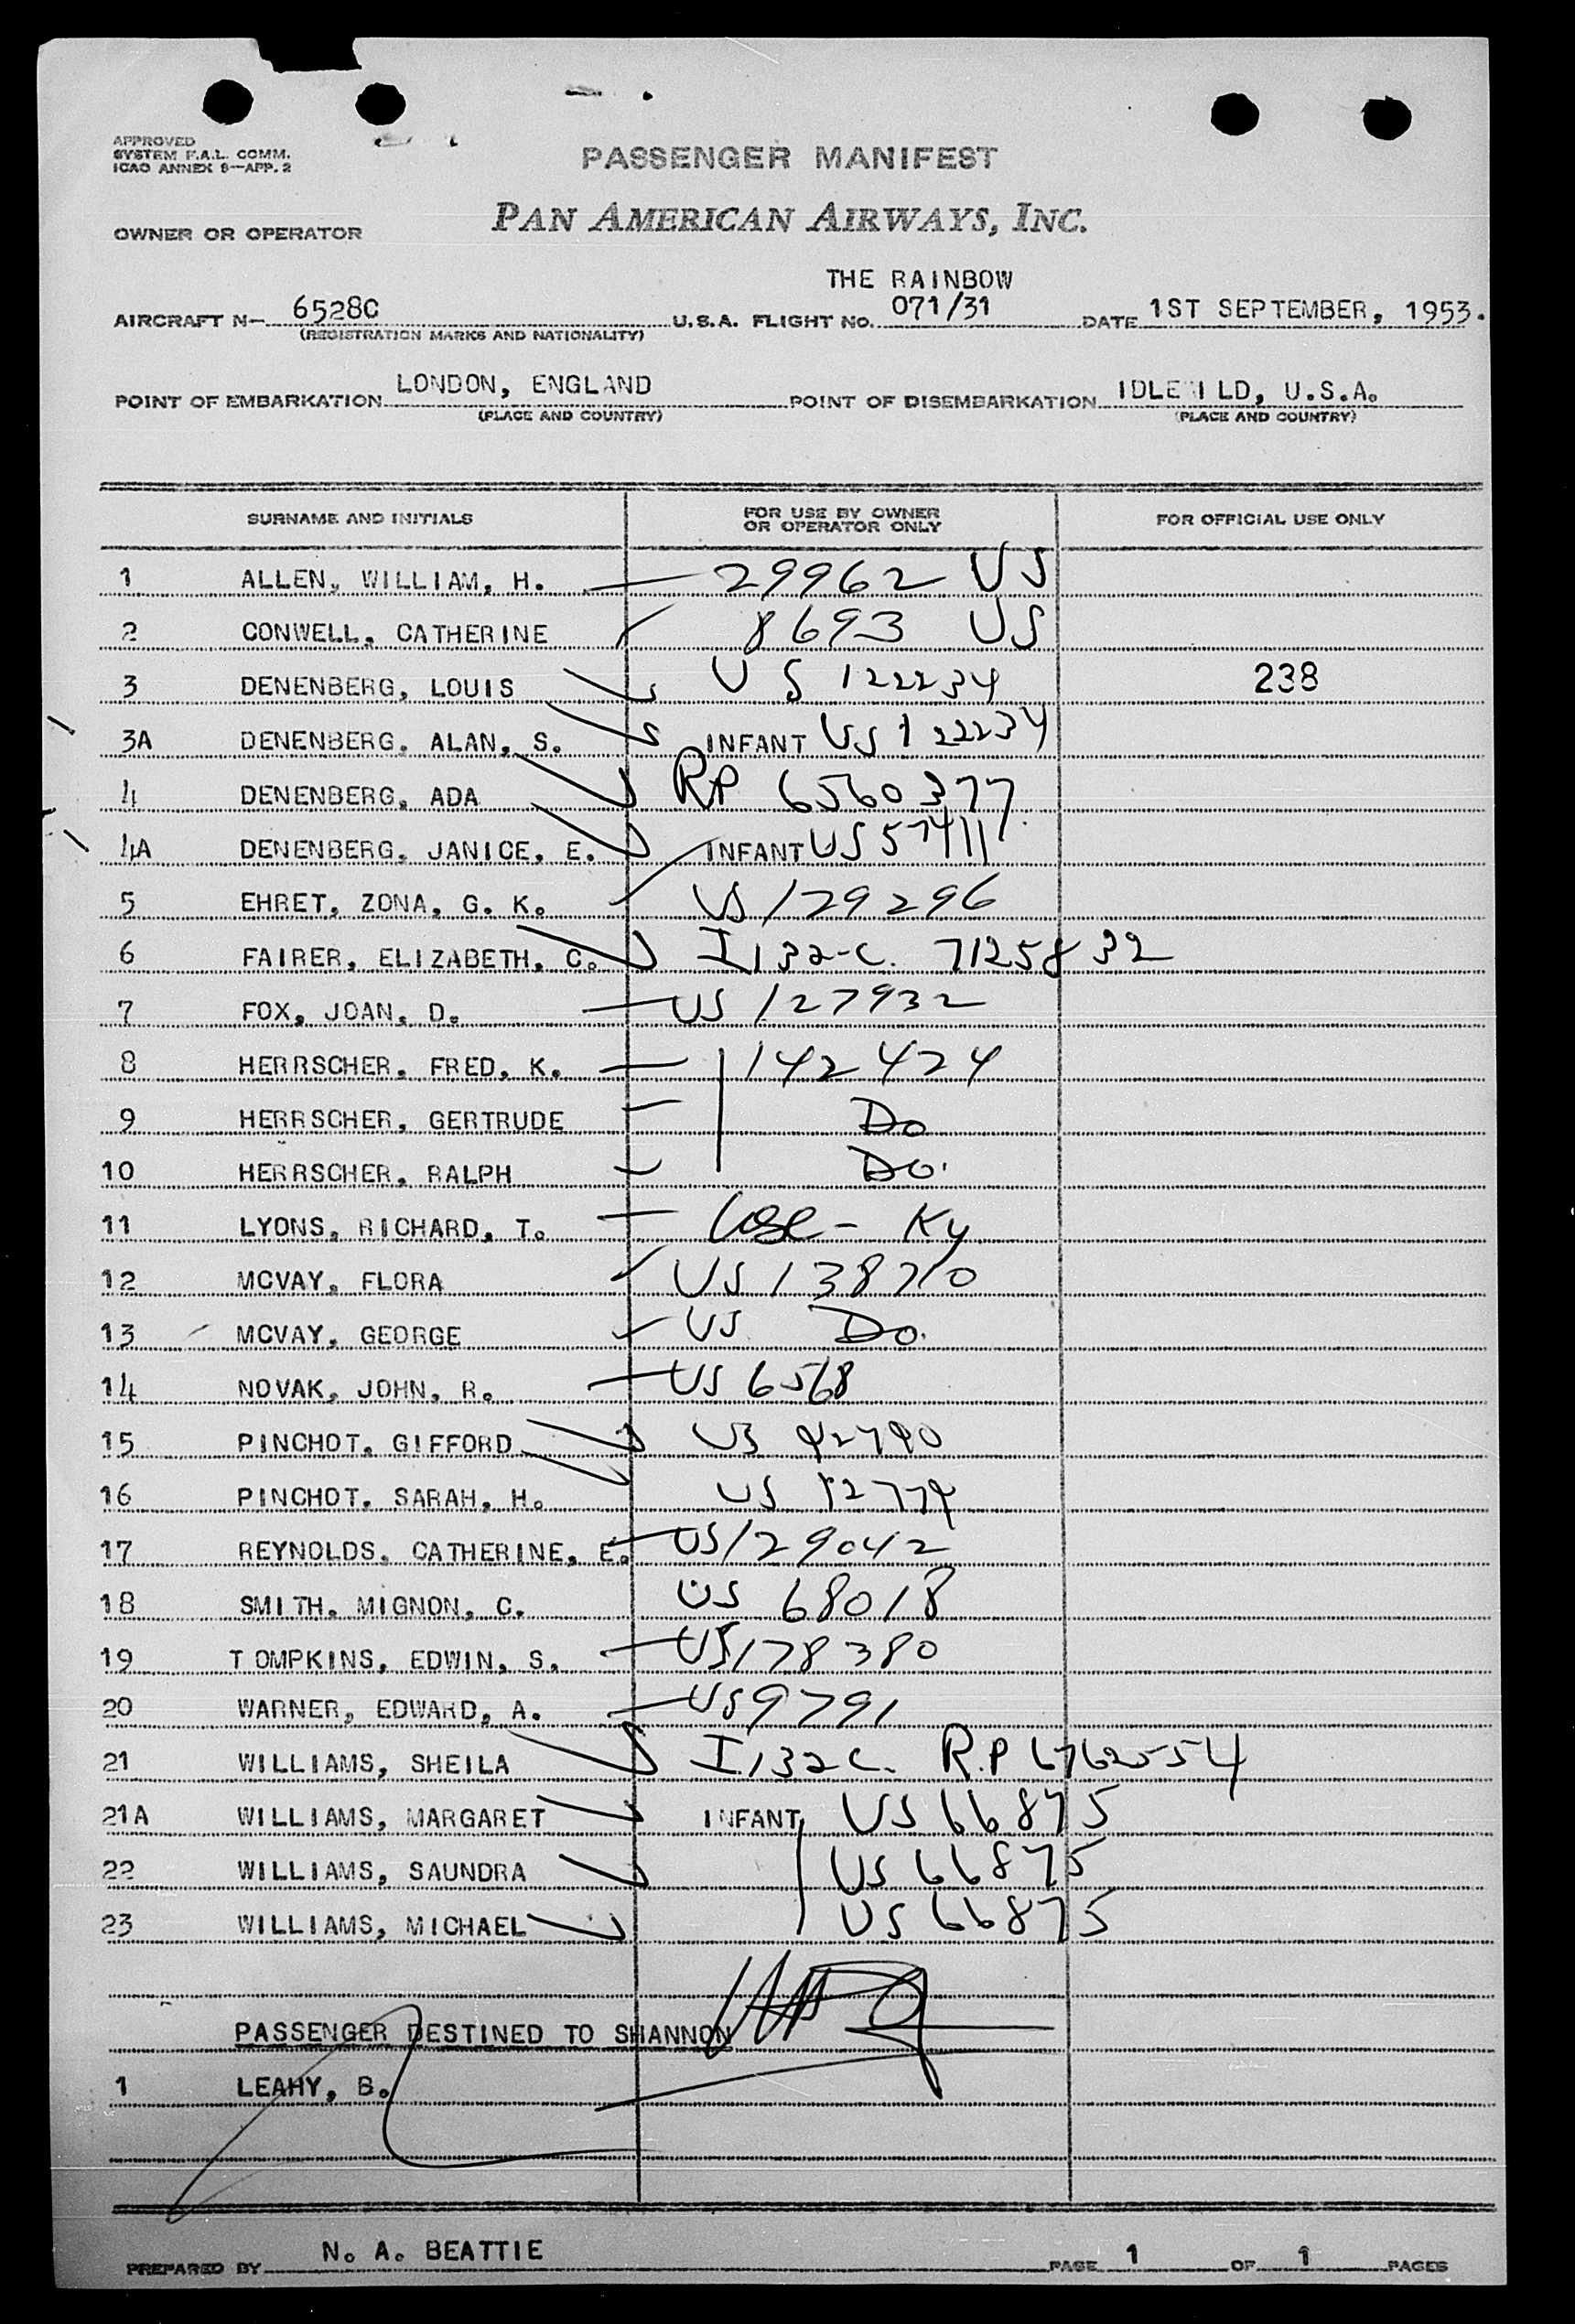 APPROVED
SYSTEM F.A.L. COMM.
ICAO ANNEX 9—APP. 2
PASSENGER MANIFEST
OWNER OR OPERATOR PAN AMERICAN AIRWAYS, INC.
THE RAINBOW
AIRCRAFT N— 6528C U.S.A. FLIGHT NO. 071/31 DATE 1ST SEPTEMBER, 1953.
(REGISTRATION MARKS AND NATIONALITY)
POINT OF EMBARKATION LONDON, ENGLAND POINT OF DISEMBARKATION IDLEWILD, U.S.A.
(PLACE AND COUNTRY) (PLACE AND COUNTRY)
SURNAME AND INITIALS FOR USE BY OWNER OR OPERATOR ONLY FOR OFFICIAL USE ONLY
1 ALLEN, WILLIAM, H. 29962 US
2 CONWELL, CATHERINE 8693 US
3 DENENBERG, LOUIS US 122234 238
3A DENENBERG, ALAN, S. INFANT US 122234
4 DENENBERG, ADA RP 6560377
4A DENENBERG, JANICE, E. INFANT US 57411
5 EHRET, ZONA, G. K. US 129296
6 FAIRER, ELIZABETH, C. I132-C. 7125832
7 FOX, JOAN, D. US 127932
8 HERRSCHER, FRED, K. 142424
9 HERRSCHER, GERTRUDE Do
10 HERRSCHER, RALPH Do.
11 LYONS, RICHARD, T. Ky
12 MCVAY, FLORA US 138710
13 MCVAY, GEORGE US Do.
14 NOVAK, JOHN, R. US 6568
15 PINCHOT, GIFFORD US
16 PINCHOT, SARAH, H. US
17 REYNOLDS, CATHERINE, E. US 129042
18 SMITH, MIGNON, C. US 68018
19 TOMPKINS, EDWIN, S. US 178380
20 WARNER, EDWARD, A. US 9791
21 WILLIAMS, SHEILA I132C. R.P 6762554
21A WILLIAMS, MARGARET INFANT US 66875
22 WILLIAMS, SAUNDRA US 66875
23 WILLIAMS, MICHAEL US 66875
PASSENGER DESTINED TO SHANNON
1 LEAHY, B.
PREPARED BY N. A. BEATTIE PAGE 1 OF 1 PAGES